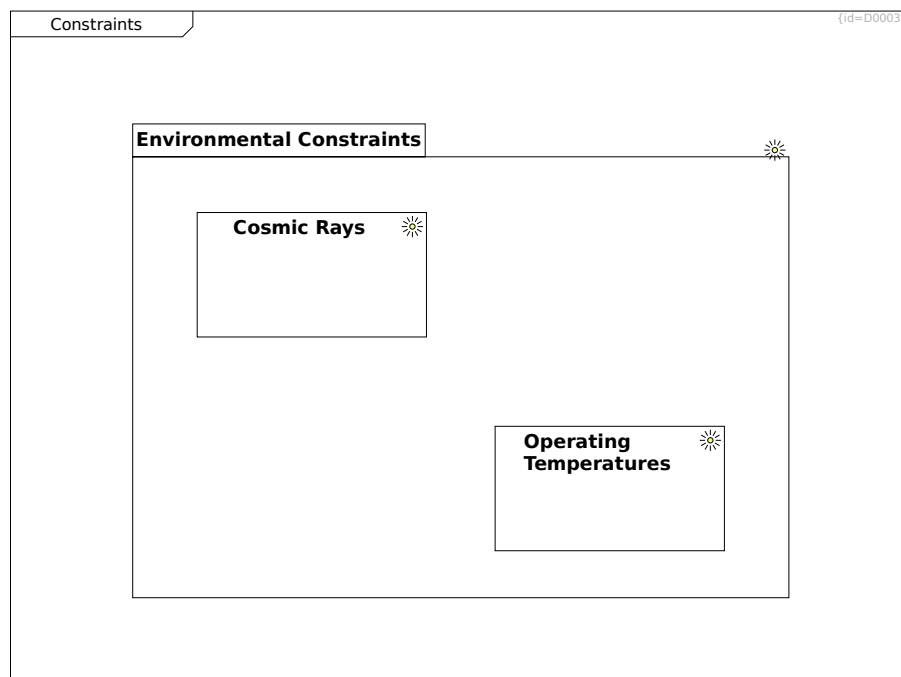 Constraints
{id=D0003
Environmental Constraints
Cosmic Rays
Operating
Temperatures